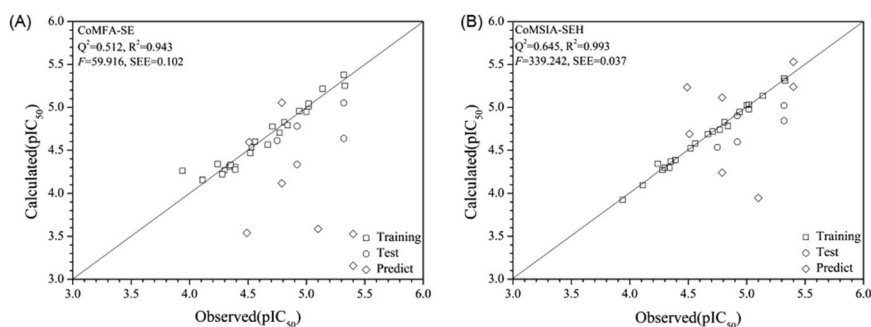 (A)
CoMFA-SE
Q²=0.512, R²=0.943
F=59.916, SEE=0.102
6.0
5.5
5.0
4.5
4.0
3.5
3.0
Calculated(pIC₅₀)
Training
Test
Predict
3.0 3.5 4.0 4.5 5.0 5.5 6.0
Observed(pIC₅₀)
(B)
CoMSIA-SEH
Q²=0.645, R²=0.993
F=339.242, SEE=0.037
6.0
5.5
5.0
4.5
4.0
3.5
3.0
Calculated(pIC₅₀)
Training
Test
Predict
3.0 3.5 4.0 4.5 5.0 5.5 6.0
Observed(pIC₅₀)